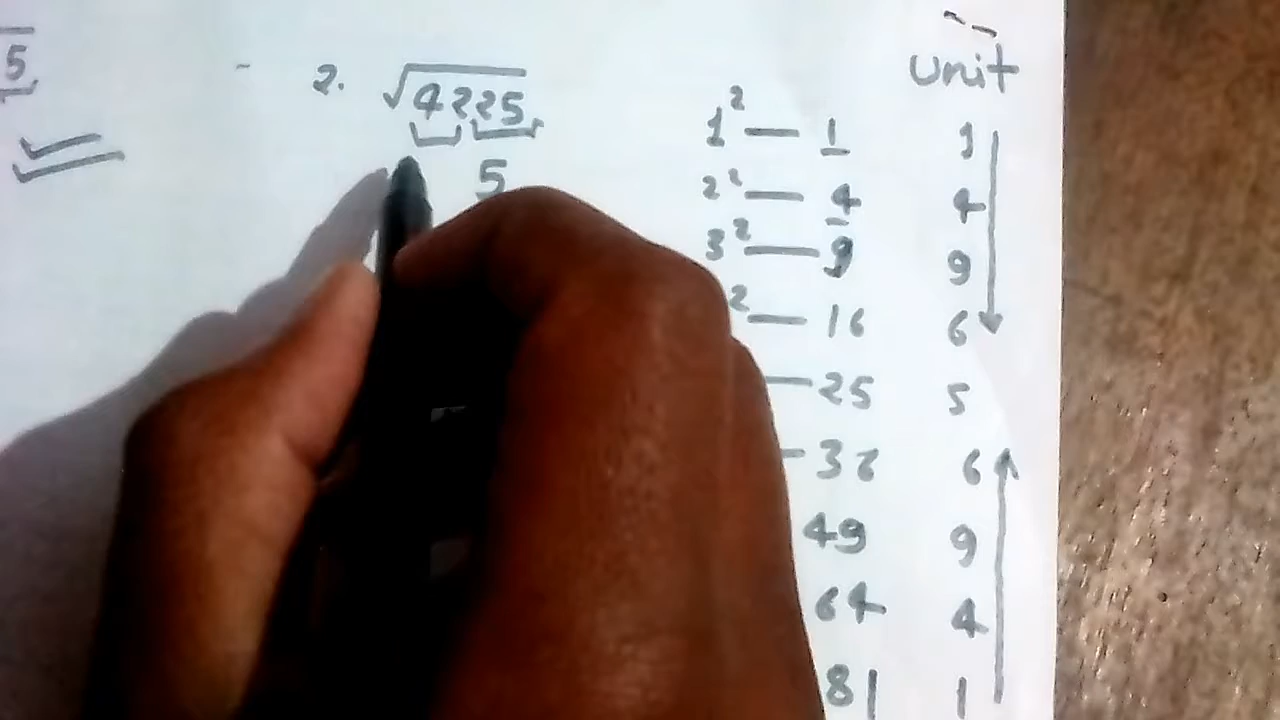 5
2. √4225
5
unit
1² — 1 1
2² — 4 4
3² — 9 9
² — 16 6
— 25 5
— 36 6
49 9
64 4
81 1